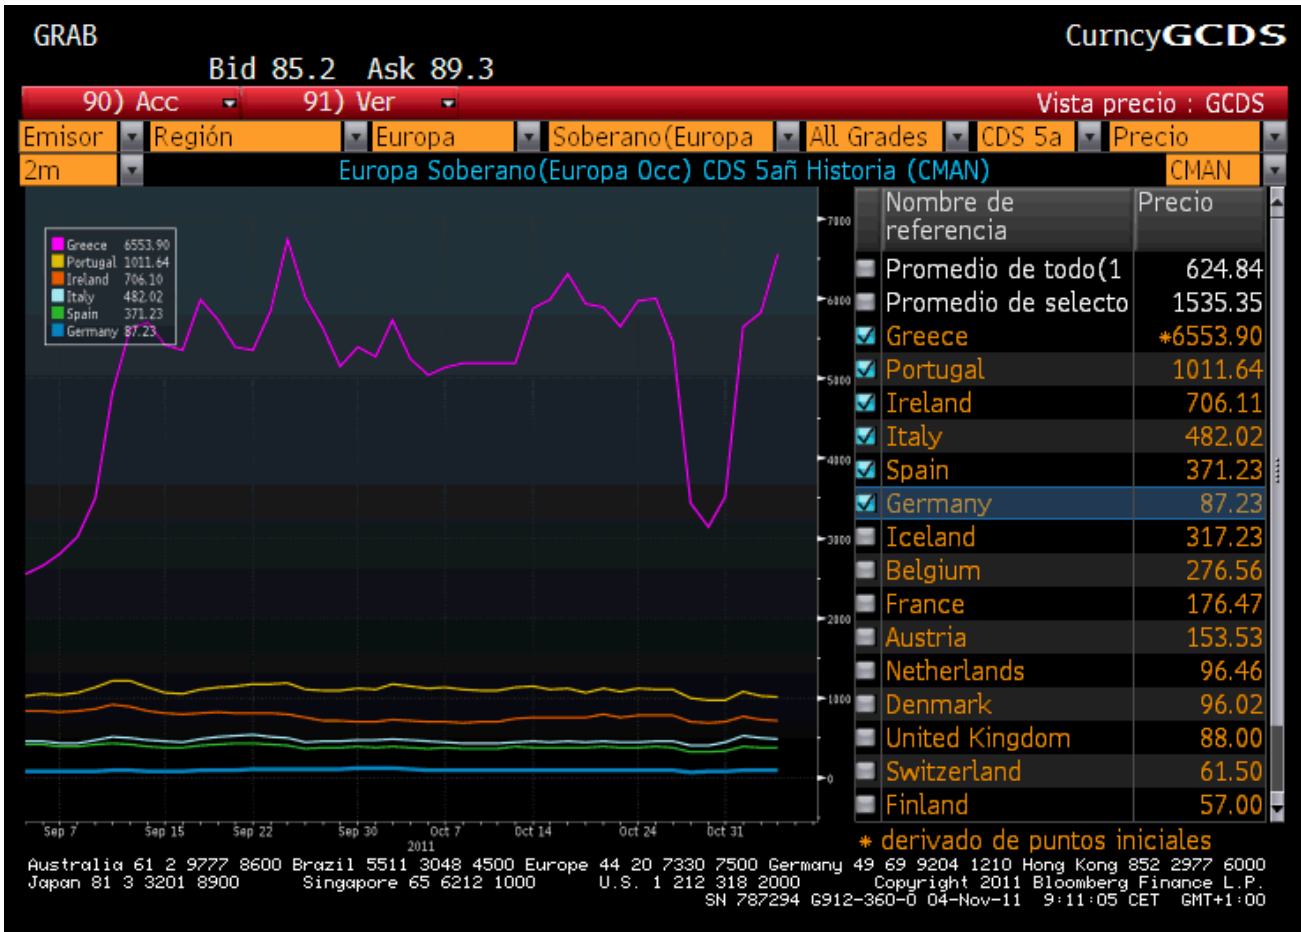 GRAB
CurncyGCDS
Bid 85.2 Ask 89.3
90) Acc 91) Ver Vista precio : GCDS
Emisor Región Europa Soberano(Europa All Grades CDS 5a Precio
2m Europa Soberano(Europa Occ) CDS 5añ Historia (CMAN) CMAN
Greece 6553.90
Portugal 1011.64
Ireland 706.10
Italy 482.02
Spain 371.23
Germany 87.23
7000
6000
5000
4000
3000
2000
1000
0
Sep 7 Sep 15 Sep 22 Sep 30 Oct 7 Oct 14 Oct 24 Oct 31
2011
Nombre de referencia Precio
Promedio de todo(1 624.84
Promedio de selecto 1535.35
Greece *6553.90
Portugal 1011.64
Ireland 706.11
Italy 482.02
Spain 371.23
Germany 87.23
Iceland 317.23
Belgium 276.56
France 176.47
Austria 153.53
Netherlands 96.46
Denmark 96.02
United Kingdom 88.00
Switzerland 61.50
Finland 57.00
* derivado de puntos iniciales
Australia 61 2 9777 8600 Brazil 5511 3048 4500 Europe 44 20 7330 7500 Germany 49 69 9204 1210 Hong Kong 852 2977 6000
Japan 81 3 3201 8900 Singapore 65 6212 1000 U.S. 1 212 318 2000 Copyright 2011 Bloomberg Finance L.P.
SN 787294 G912-360-0 04-Nov-11 9:11:05 CET GMT+1:00